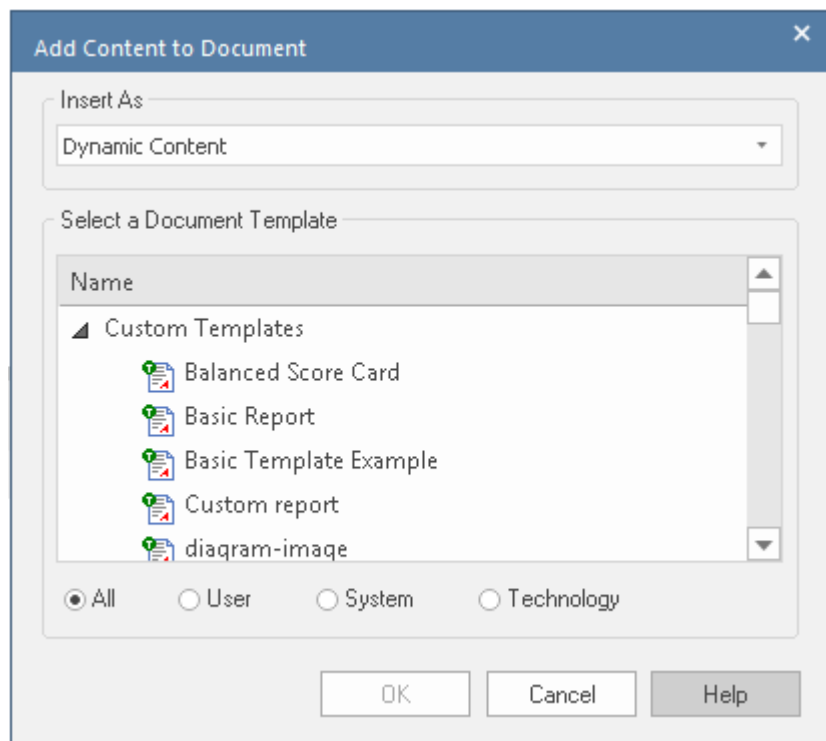 Add Content to Document
Insert As
Dynamic Content
Select a Document Template
Name
Custom Templates
Balanced Score Card
Basic Report
Basic Template Example
Custom report
diagram-image
All User System Technology
OK Cancel Help